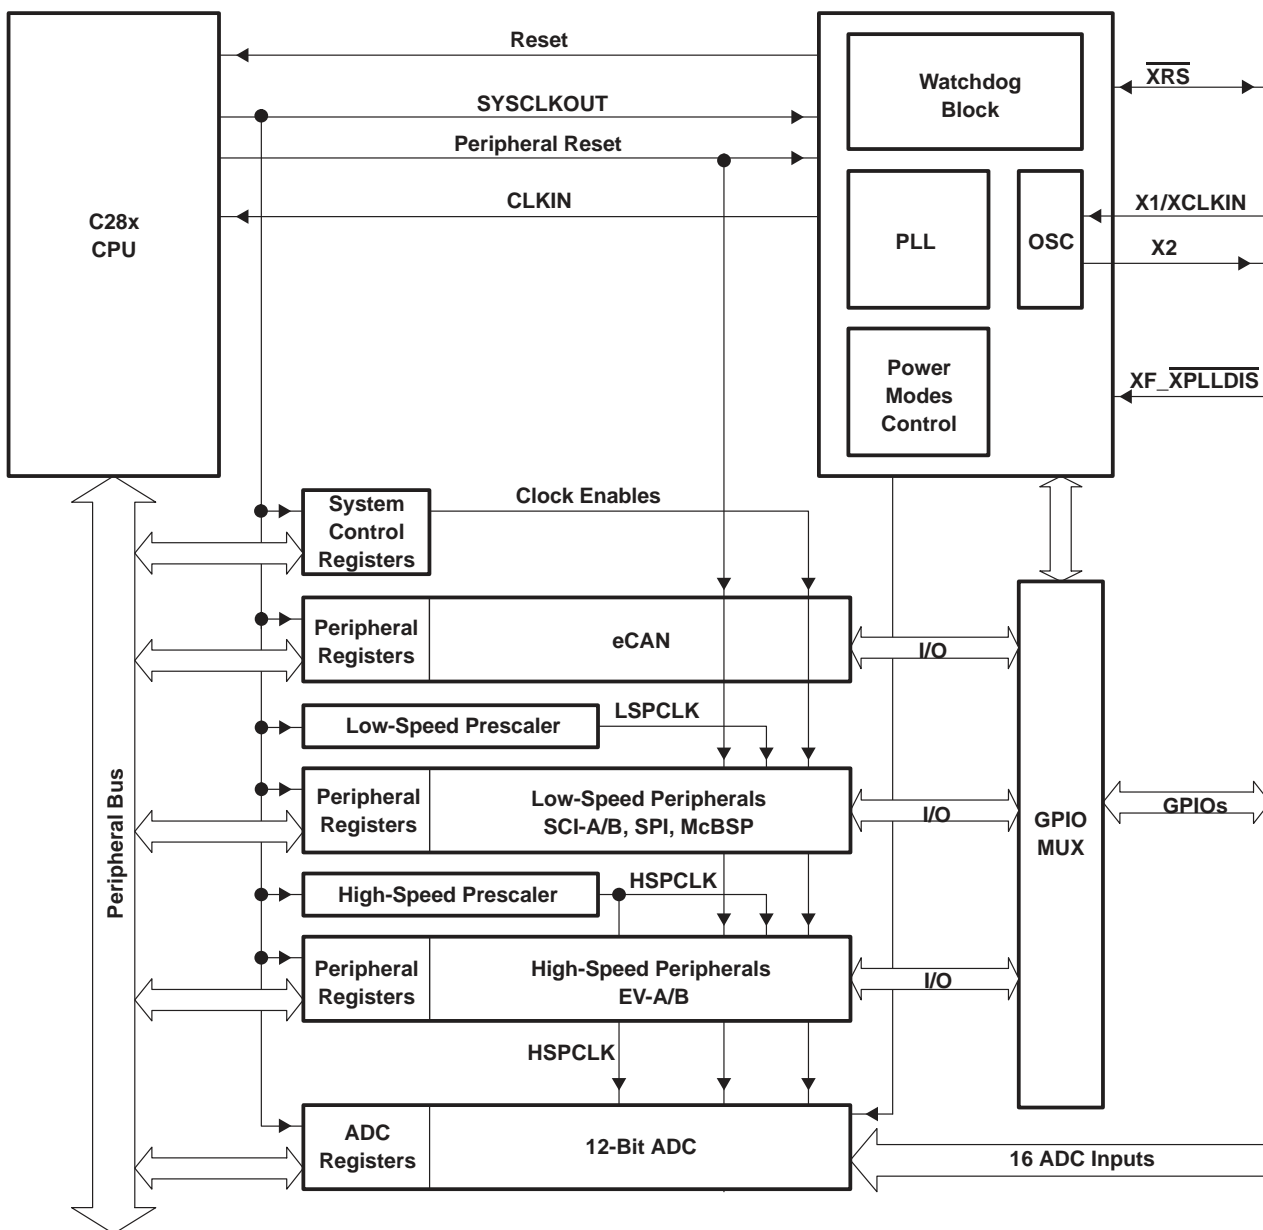 Reset
Watchdog
Block
XRS
SYSCLKOUT
Peripheral Reset
CLKIN
C28x
CPU
PLL
OSC
X1/XCLKIN
X2
Power
Modes
Control
XF_XPLLDIS
System
Control
Registers
Clock Enables
Peripheral
Registers
eCAN
I/O
Low-Speed Prescaler
LSPCLK
Peripheral Bus
Peripheral
Registers
Low-Speed Peripherals
SCI-A/B, SPI, McBSP
I/O
GPIO
MUX
GPIOs
High-Speed Prescaler
HSPCLK
Peripheral
Registers
High-Speed Peripherals
EV-A/B
I/O
HSPCLK
ADC
Registers
12-Bit ADC
16 ADC Inputs